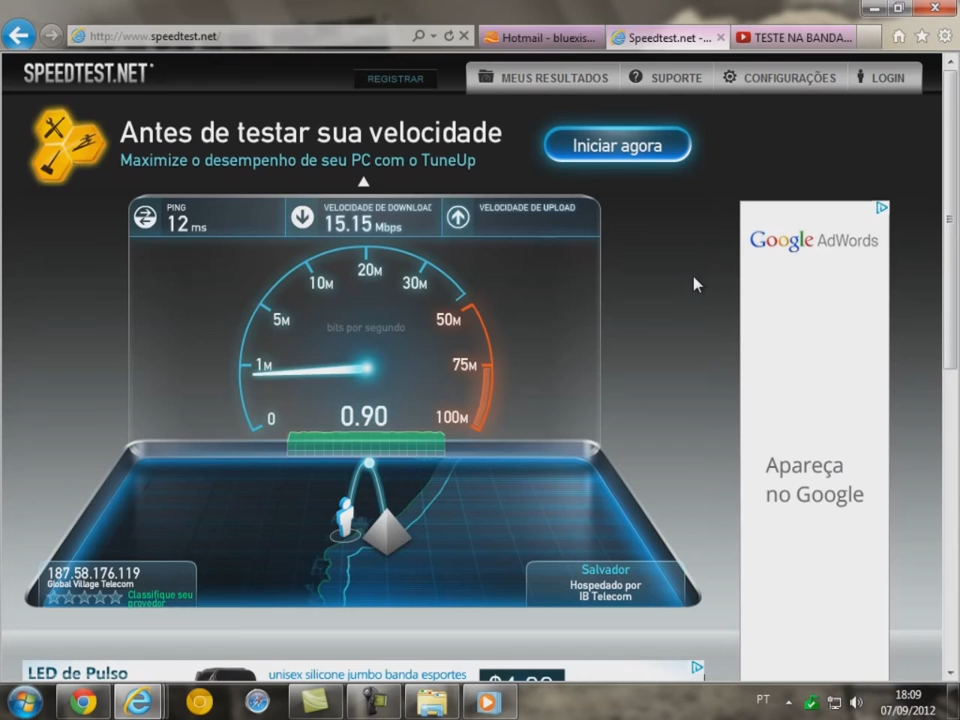 http://www.speedtest.net/
Hotmail - bluexis...
Speedtest.net -...
TESTE NA BANDA...
SPEEDTEST.NET
REGISTRAR
MEUS RESULTADOS
SUPORTE
CONFIGURAÇÕES
LOGIN
Antes de testar sua velocidade
Maximize o desempenho de seu PC com o TuneUp
Iniciar agora
PING
12 ms
VELOCIDADE DE DOWNLOAD
15.15 Mbps
VELOCIDADE DE UPLOAD
Google AdWords
20M
10M
30M
5M
50M
bits por segundo
1M
75M
0
0.90
100M
Apareça
no Google
187.58.176.119
Global Village Telecom
Classifique seu
provedor
Salvador
Hospedado por
IB Telecom
LED de Pulso
unisex silicone jumbo banda esportes
PT
18:09
07/09/2012